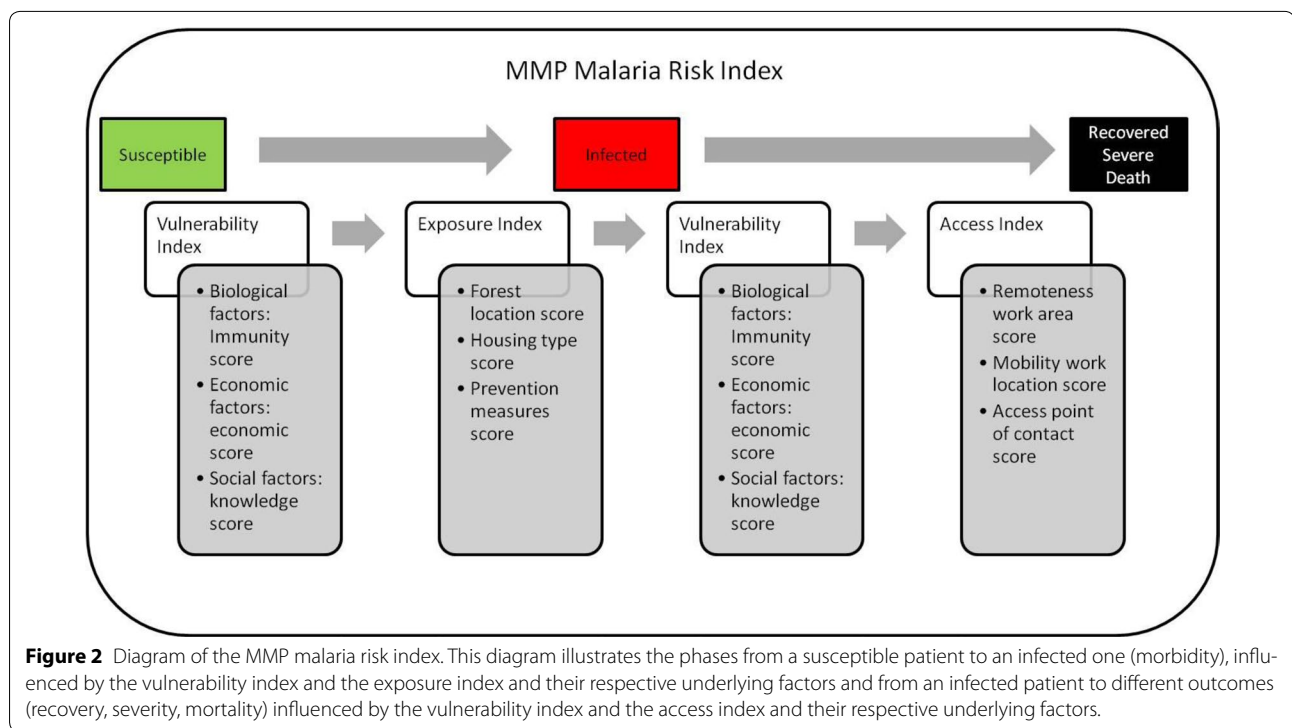 MMP Malaria Risk Index
Susceptible
Infected
Recovered
Severe
Death
Vulnerability
Index
• Biological
factors:
Immunity
score
• Economic
factors:
economic
score
• Social factors:
knowledge
score
Exposure Index
• Forest
location score
• Housing type
score
• Prevention
measures
score
Vulnerability
Index
• Biological
factors:
Immunity
score
• Economic
factors:
economic
score
• Social factors:
knowledge
score
Access Index
• Remoteness
work area
score
• Mobility work
location score
• Access point
of contact
score
Figure 2 Diagram of the MMP malaria risk index. This diagram illustrates the phases from a susceptible patient to an infected one (morbidity), influ-
enced by the vulnerability index and the exposure index and their respective underlying factors and from an infected patient to different outcomes
(recovery, severity, mortality) influenced by the vulnerability index and the access index and their respective underlying factors.